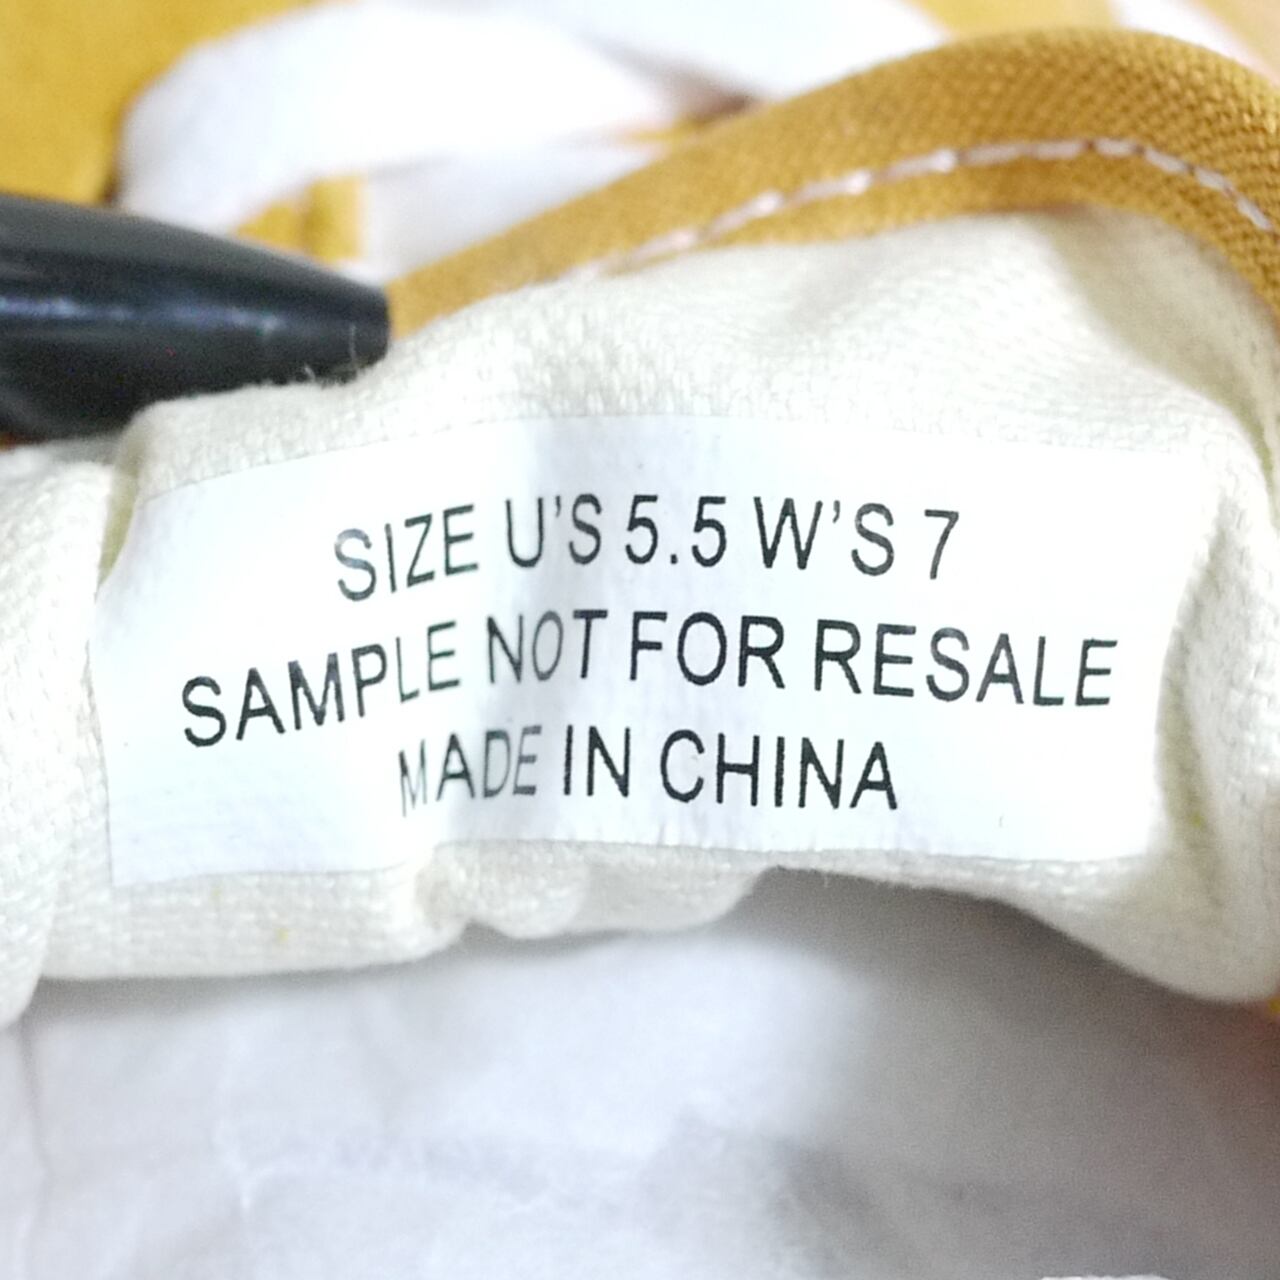 SIZE U'S 5.5 W'S 7
SAMPLE NOT FOR RESALE
MADE IN CHINA